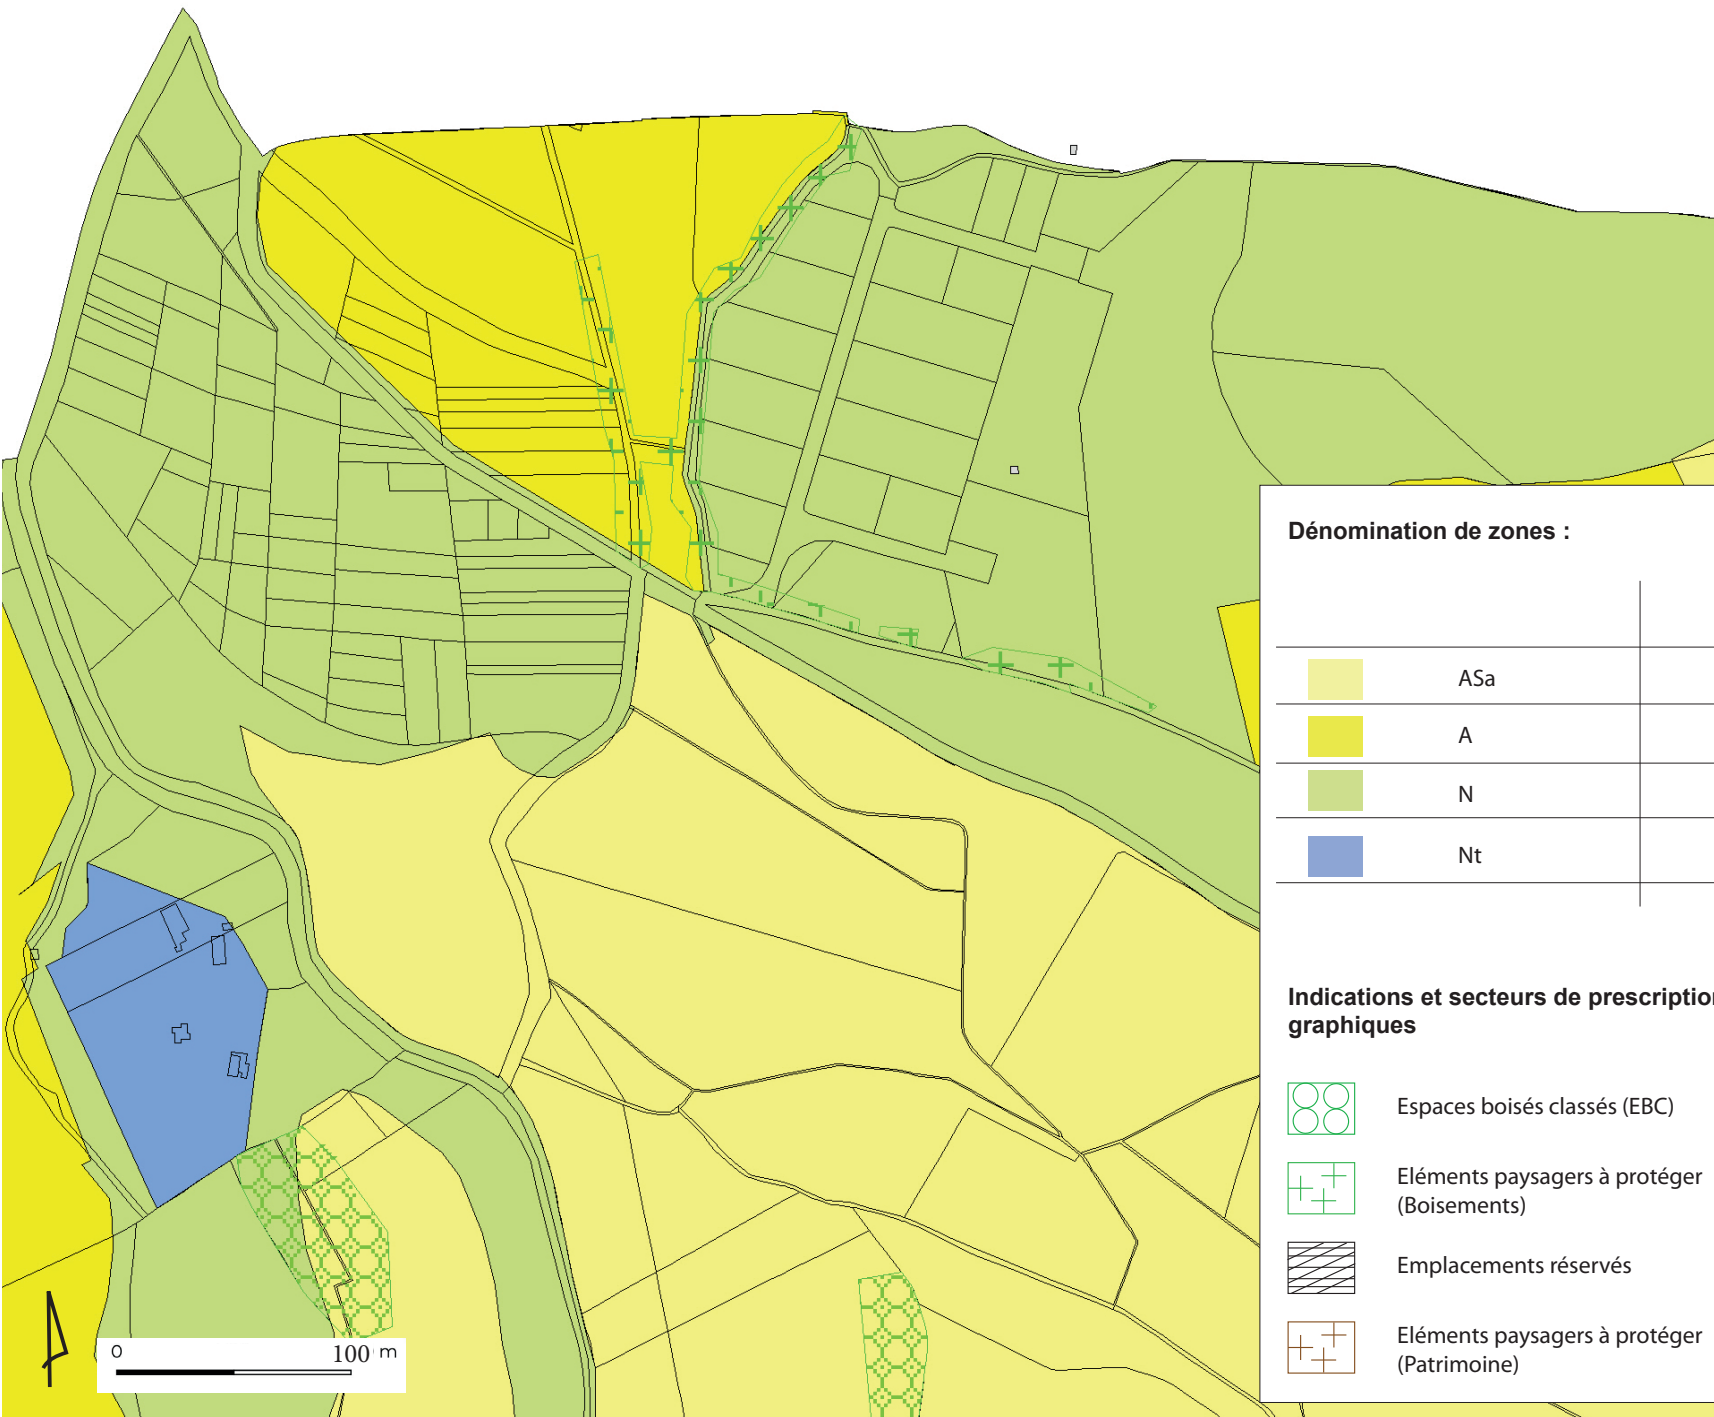 Dénomination de zones :
ASa
A
N
Nt
Indications et secteurs de prescription
graphiques
Espaces boisés classés (EBC)
Eléments paysagers à protéger
(Boisements)
Emplacements réservés
Eléments paysagers à protéger
(Patrimoine)
0 100 m